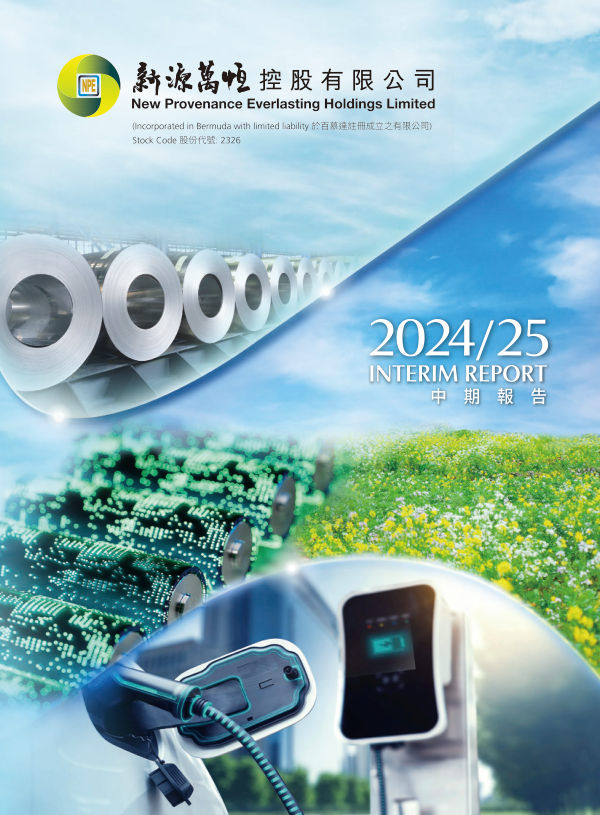 NPE
新源萬恒控股有限公司
New Provenance Everlasting Holdings Limited
(Incorporated in Bermuda with limited liability 於百慕達註冊成立之有限公司)
Stock Code 股份代號: 2326
2024/25
INTERIM REPORT
中期報告